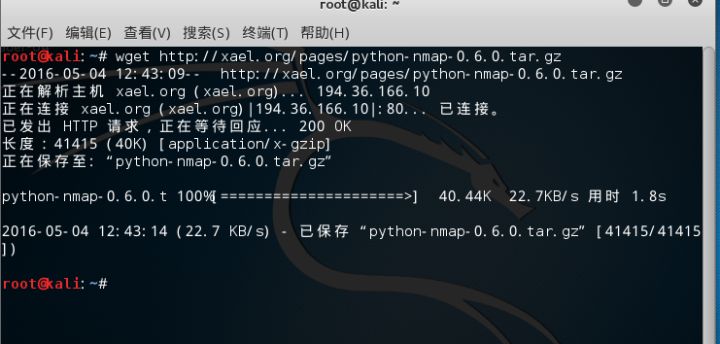 root@kali: ~
文件(F) 编辑(E) 查看(V) 搜索(S) 终端(T) 帮助(H)
root@kali:~# wget http://xael.org/pages/python-nmap-0.6.0.tar.gz
--2016-05-04 12:43:09--  http://xael.org/pages/python-nmap-0.6.0.tar.gz
正在解析主机 xael.org (xael.org)... 194.36.166.10
正在连接 xael.org (xael.org)|194.36.166.10|:80... 已连接。
已发出 HTTP 请求，正在等待回应... 200 OK
长度：41415 (40K) [application/x-gzip]
正在保存至: “python-nmap-0.6.0.tar.gz”
python-nmap-0.6.0.t 100%[======================>]  40.44K  22.7KB/s 用时 1.8s
2016-05-04 12:43:14 (22.7 KB/s) - 已保存 “python-nmap-0.6.0.tar.gz” [41415/41415
])
root@kali:~#